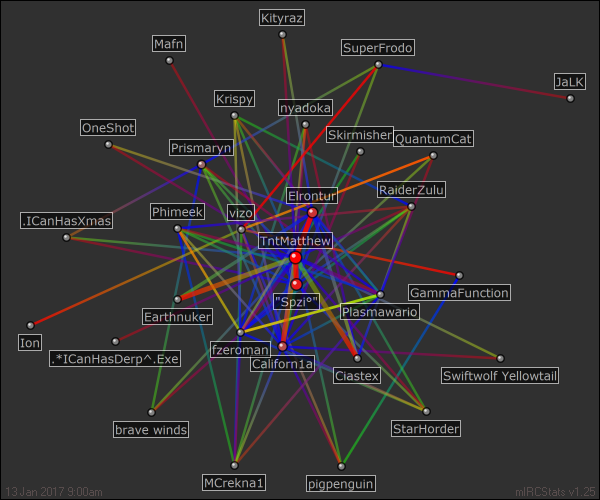 Kityraz
Mafn
SuperFrodo
JaLK
Krispy
nyadoka
OneShot
Skirmisher
QuantumCat
Prismaryn
Elrontur
RaiderZulu
Phimeek
vizo
.ICanHasXmas
TntMatthew
GammaFunction
"Spzi°"
Plasmawario
Earthnuker
Ion
fzeroman
.*ICanHasDerp^.Exe
Californ1a
Ciastex
Swiftwolf Yellowtail
brave winds
StarHorder
MCrekna1
pigpenguin
13 Jan 2017 9:00am
mIRCStats v1.25